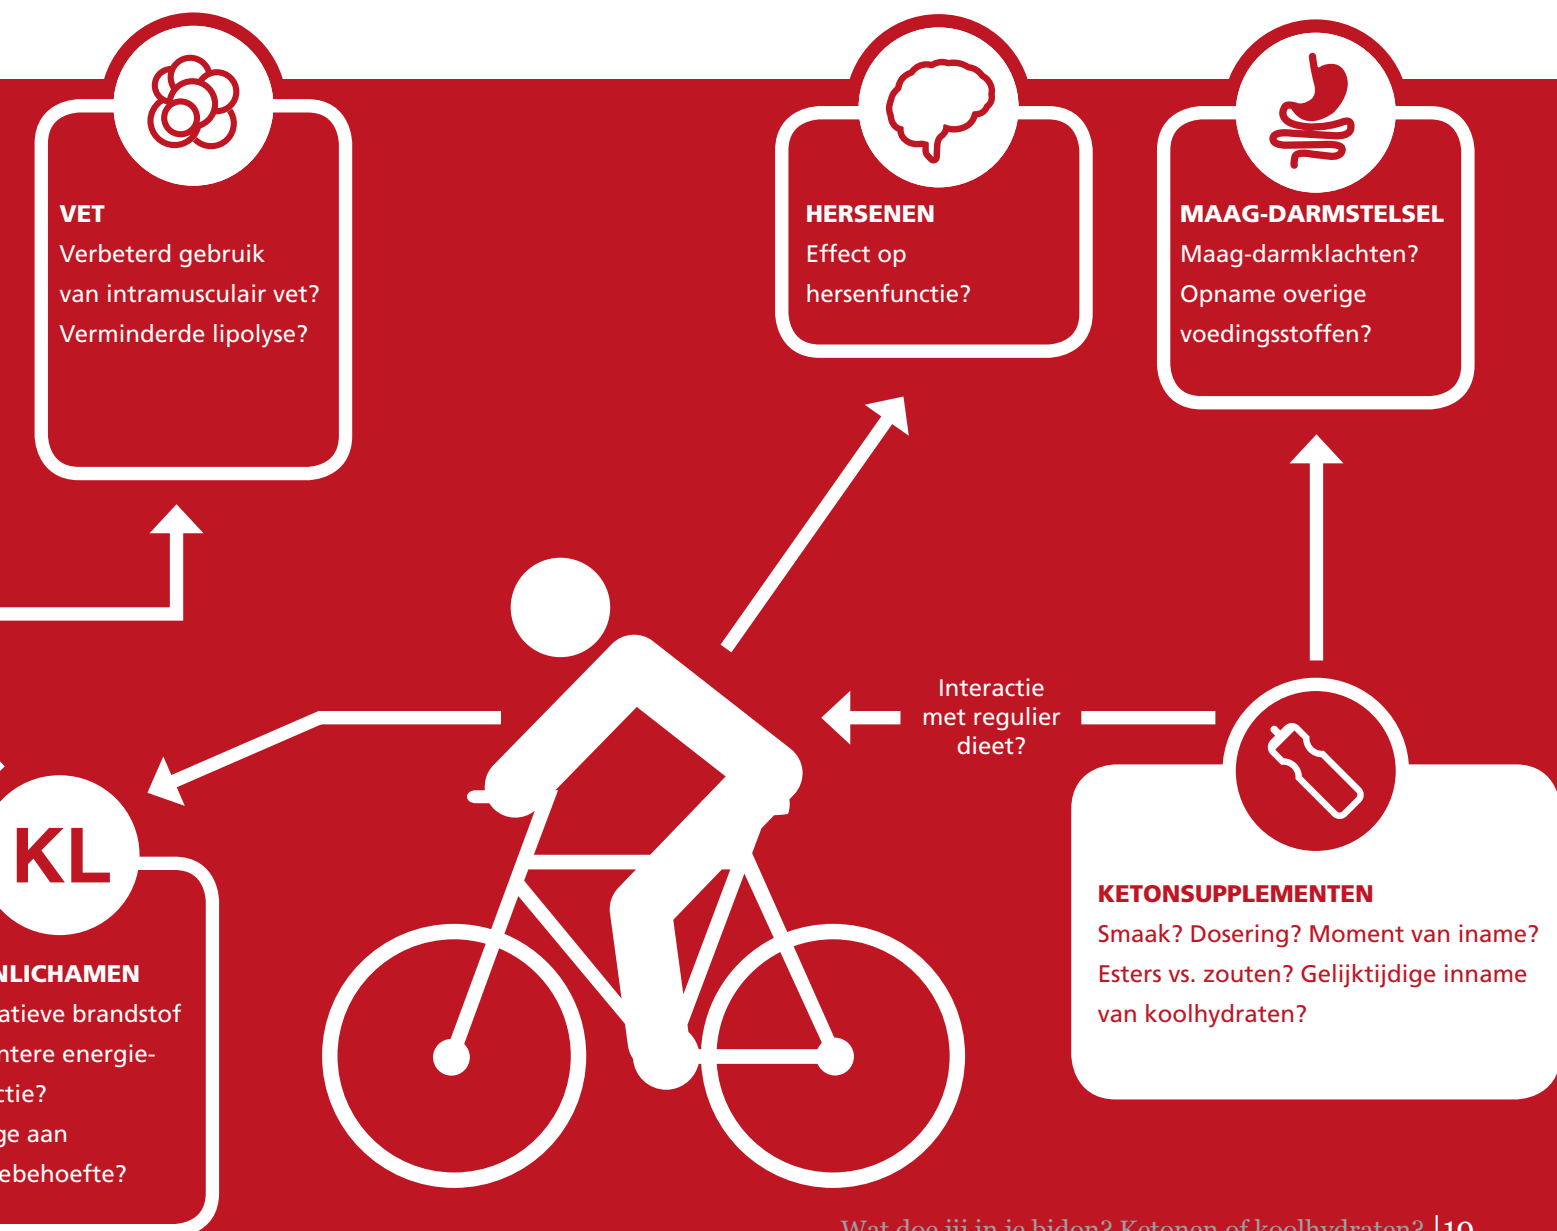 VET
Verbeterd gebruik
van intramusculair vet?
Verminderde lipolyse?
HERSENEN
Effect op
hersenfunctie?
MAAG-DARMSTELSEL
Maag-darmklachten?
Opname overige
voedingsstoffen?
Interactie
met regulier
dieet?
KETONSUPPLEMENTEN
Smaak? Dosering? Moment van iname?
Esters vs. zouten? Gelijktijdige inname
van koolhydraten?
KL
NLICHAMEN
atieve brandstof
ntere energie-
ctie?
ge aan
ebehoefte?
Wat doe jij in je bidon? Ketonen of koolhydraten? |19